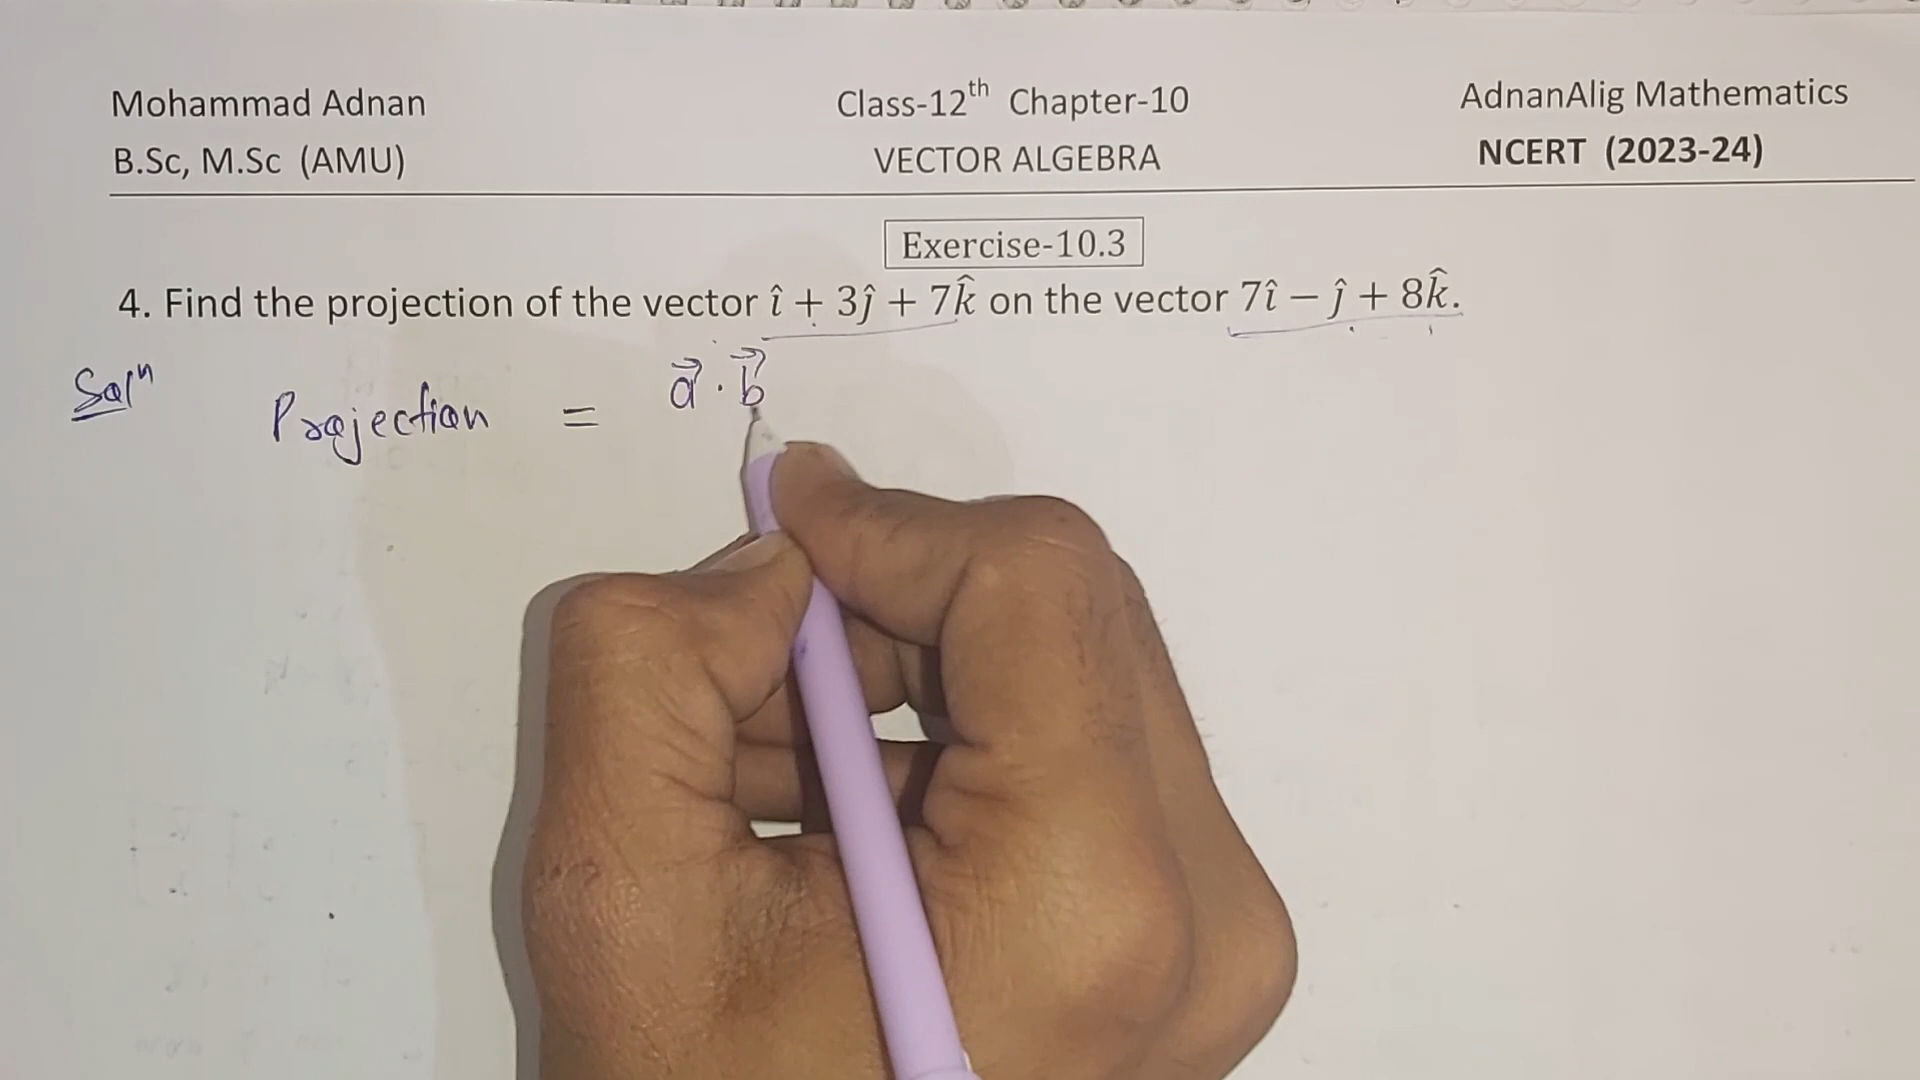 Mohammad Adnan Class-12th Chapter-10 AdnanAlig Mathematics
B.Sc, M.Sc (AMU) VECTOR ALGEBRA NCERT (2023-24)
Exercise-10.3
4. Find the projection of the vector î + 3ĵ + 7k̂ on the vector 7î − ĵ + 8k̂.
Solⁿ Projection = a⃗ · b⃗